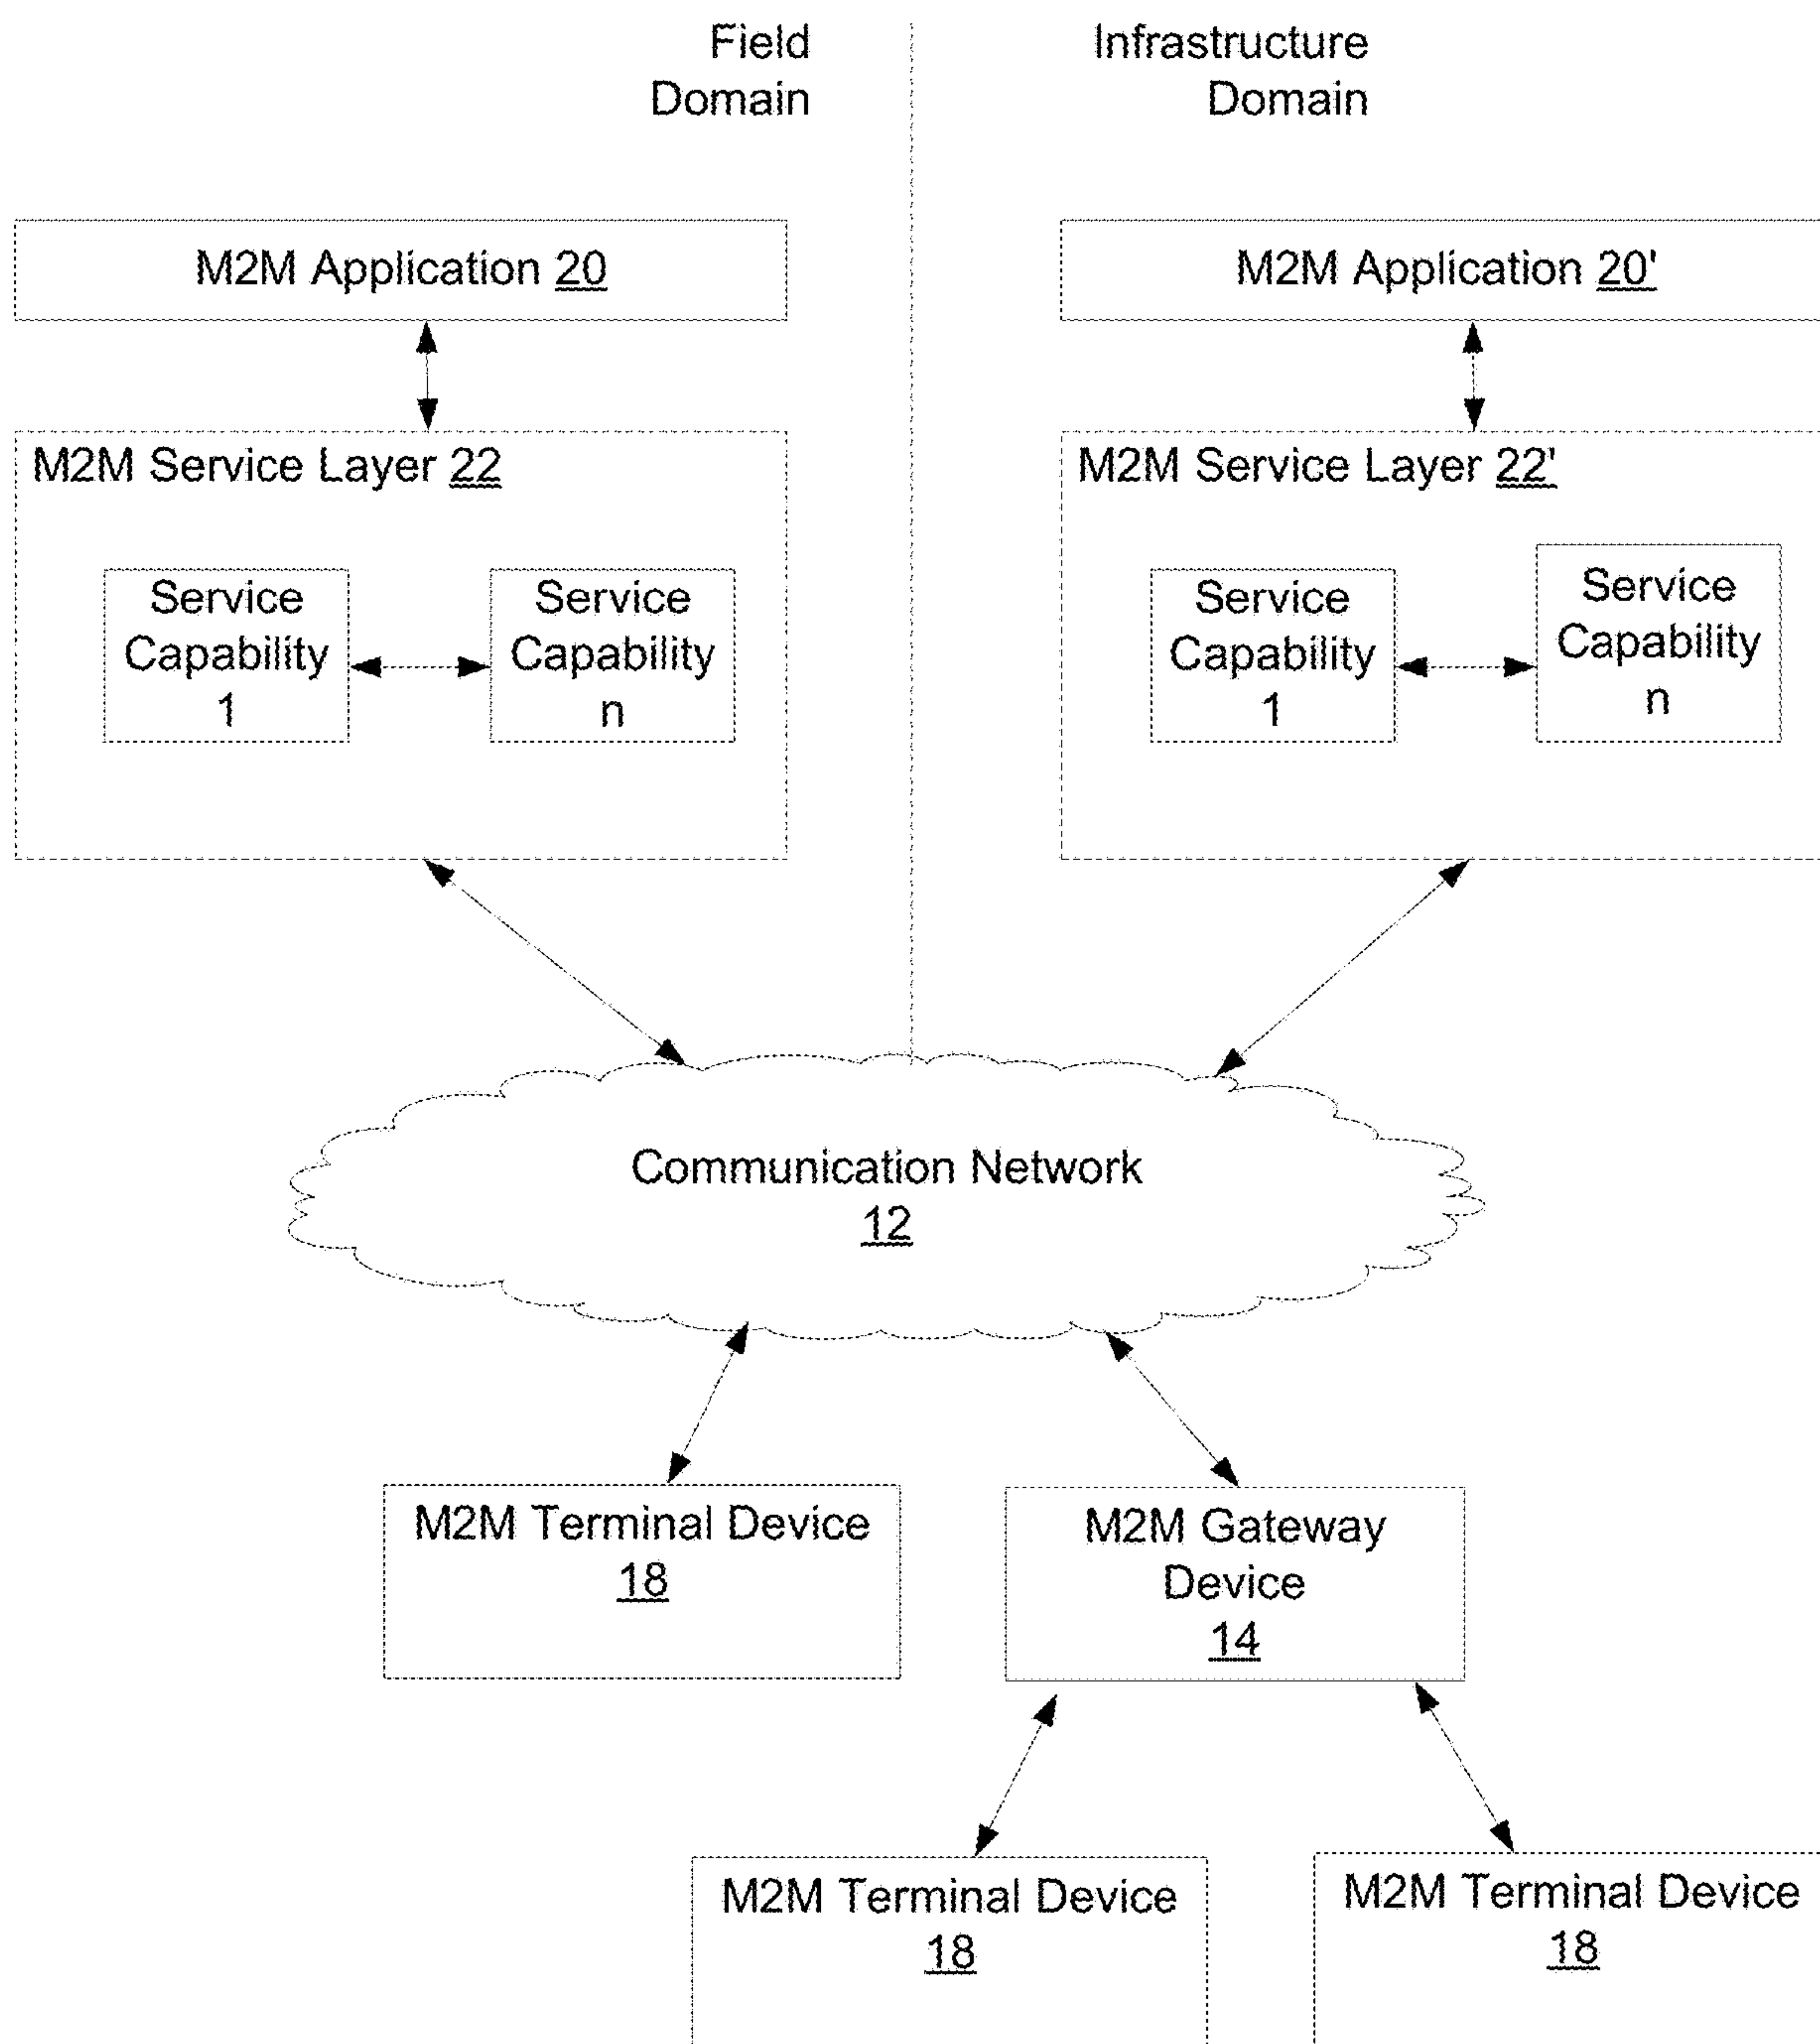 Field
Domain
Infrastructure
Domain
M2M Application 20
M2M Application 20'
M2M Service Layer 22
Service
Capability
1
Service
Capability
n
M2M Service Layer 22'
Service
Capability
1
Service
Capability
n
Communication Network
12
M2M Terminal Device
18
M2M Gateway
Device
14
M2M Terminal Device
18
M2M Terminal Device
18